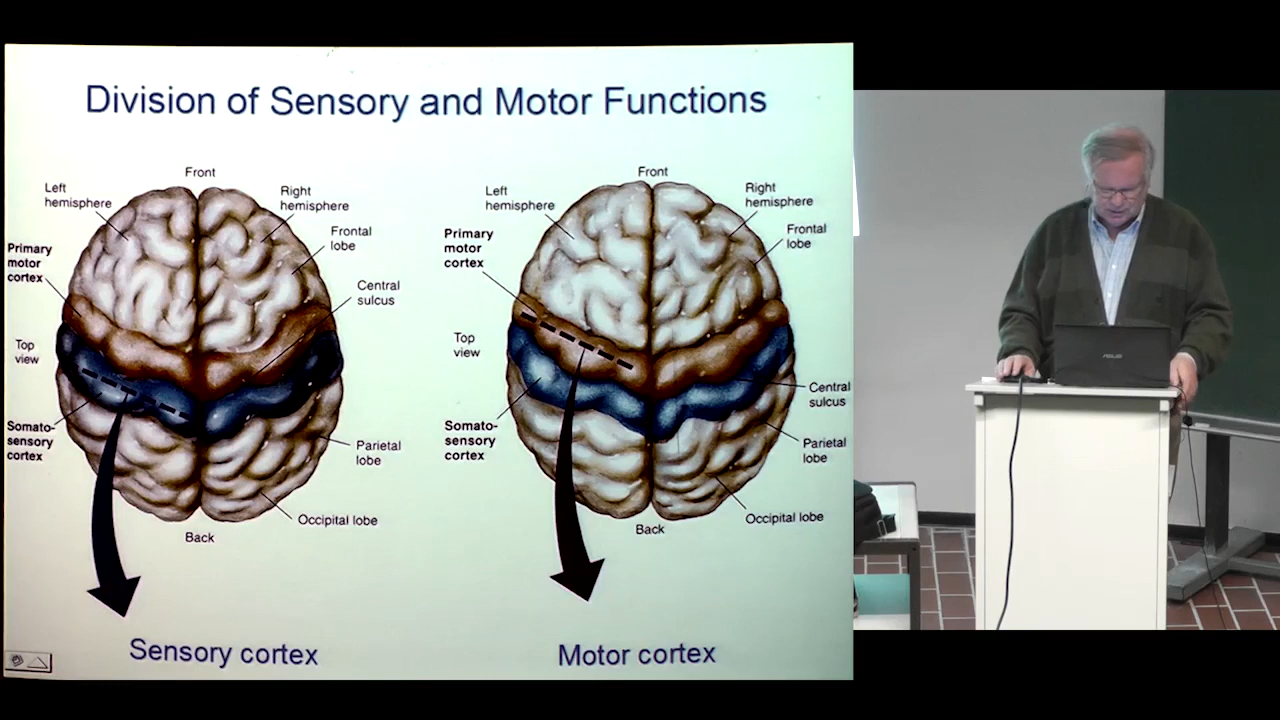 Division of Sensory and Motor Functions
Front
Left
hemisphere
Right
hemisphere
Frontal
lobe
Primary
motor
cortex
Central
sulcus
Top
view
Somato-
sensory
cortex
Parietal
lobe
Occipital lobe
Back
Sensory cortex
Front
Left
hemisphere
Right
hemisphere
Frontal
lobe
Primary
motor
cortex
Top
view
Central
sulcus
Somato-
sensory
cortex
Parietal
lobe
Occipital lobe
Back
Motor cortex
ASUS